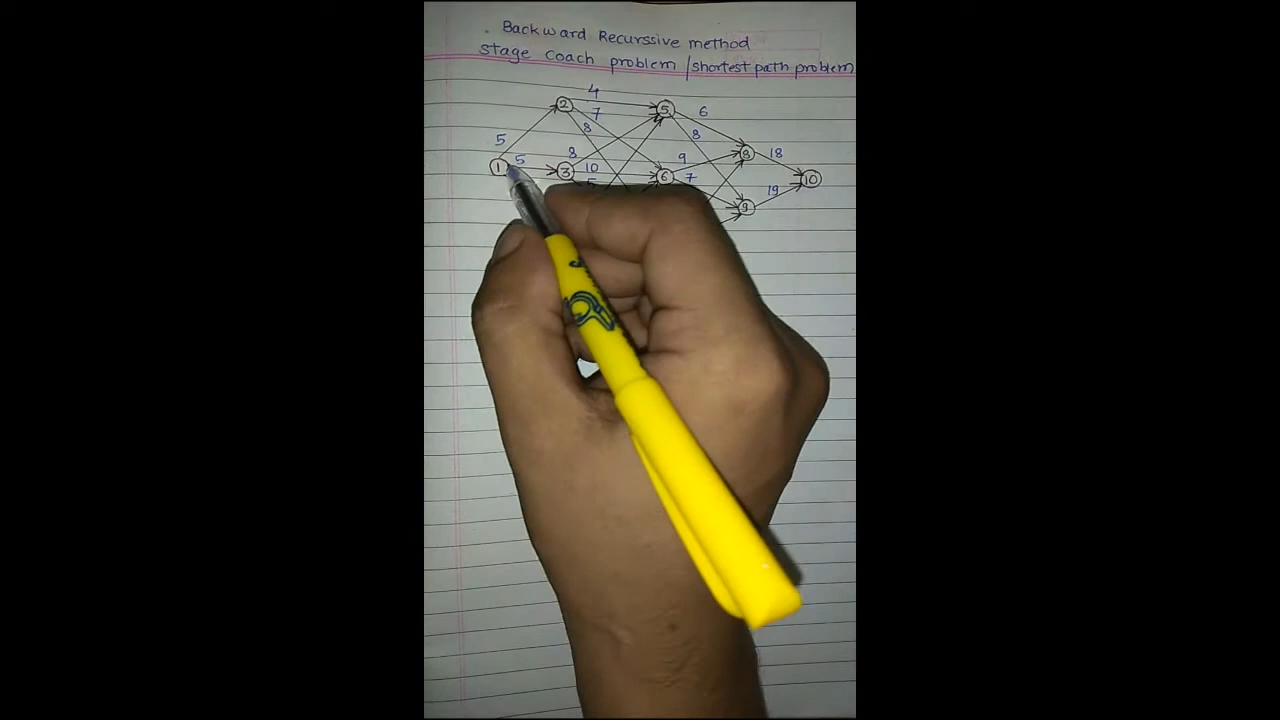 Backward Recurssive method
stage coach problem / shortest path problem
4
2 5
7 6
5 8 8
8 18
1 5 3 8 10 6 9 7 10
5 9 19